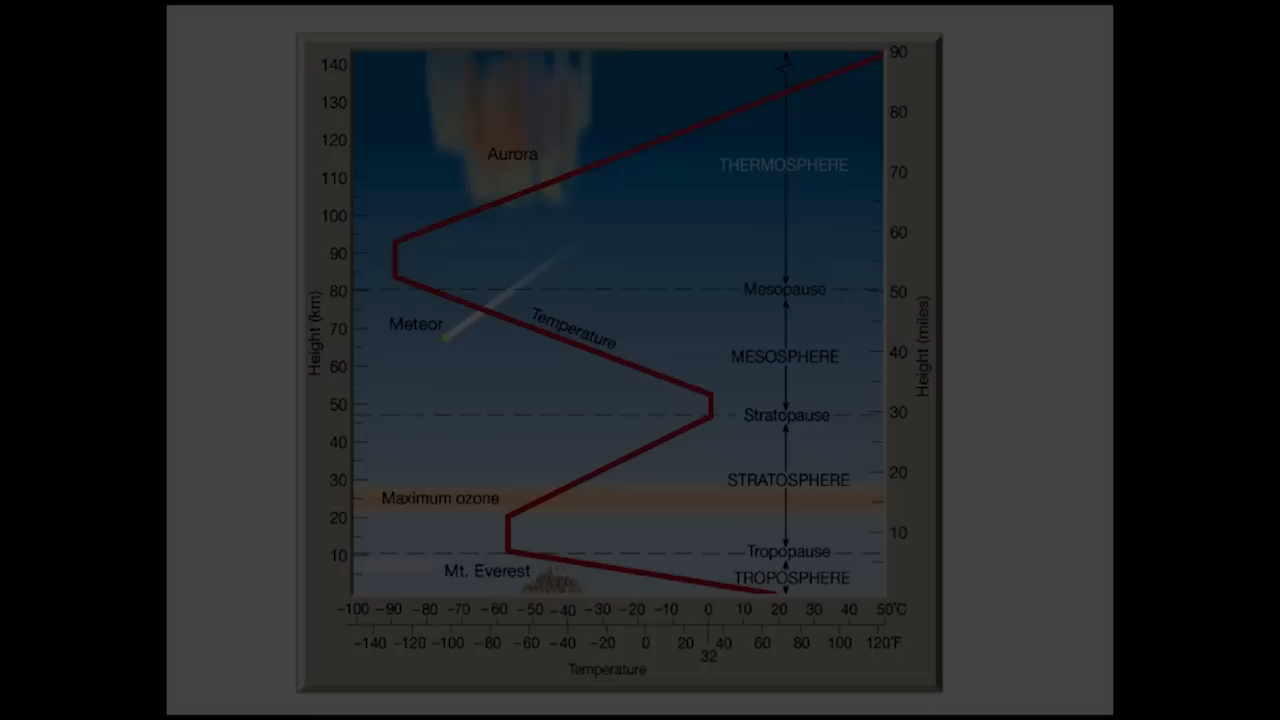 140
130
120
110
100
90
80
70
60
50
40
30
20
10
Height (km)
90
80
70
60
50
40
30
20
10
Height (miles)
Aurora
THERMOSPHERE
Mesopause
Meteor
Temperature
MESOSPHERE
Stratopause
STRATOSPHERE
Maximum ozone
Tropopause
Mt. Everest
TROPOSPHERE
−100 −90 −80 −70 −60 −50 −40 −30 −20 −10 0 10 20 30 40 50°C
−140 −120 −100 −80 −60 −40 −20 0 20 40 60 80 100 120°F
32
Temperature